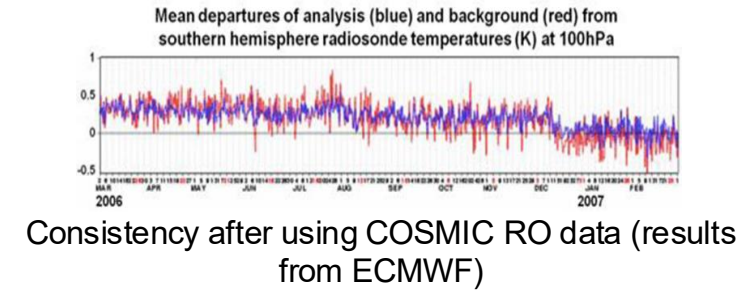 Mean departures of analysis (blue) and background (red) from
southern hemisphere radiosonde temperatures (K) at 100hPa
1
0.5
0
-0.5
MAR APR MAY JUN JUL AUG SEP OCT NOV DEC JAN FEB
2006 2007
Consistency after using COSMIC RO data (results
from ECMWF)